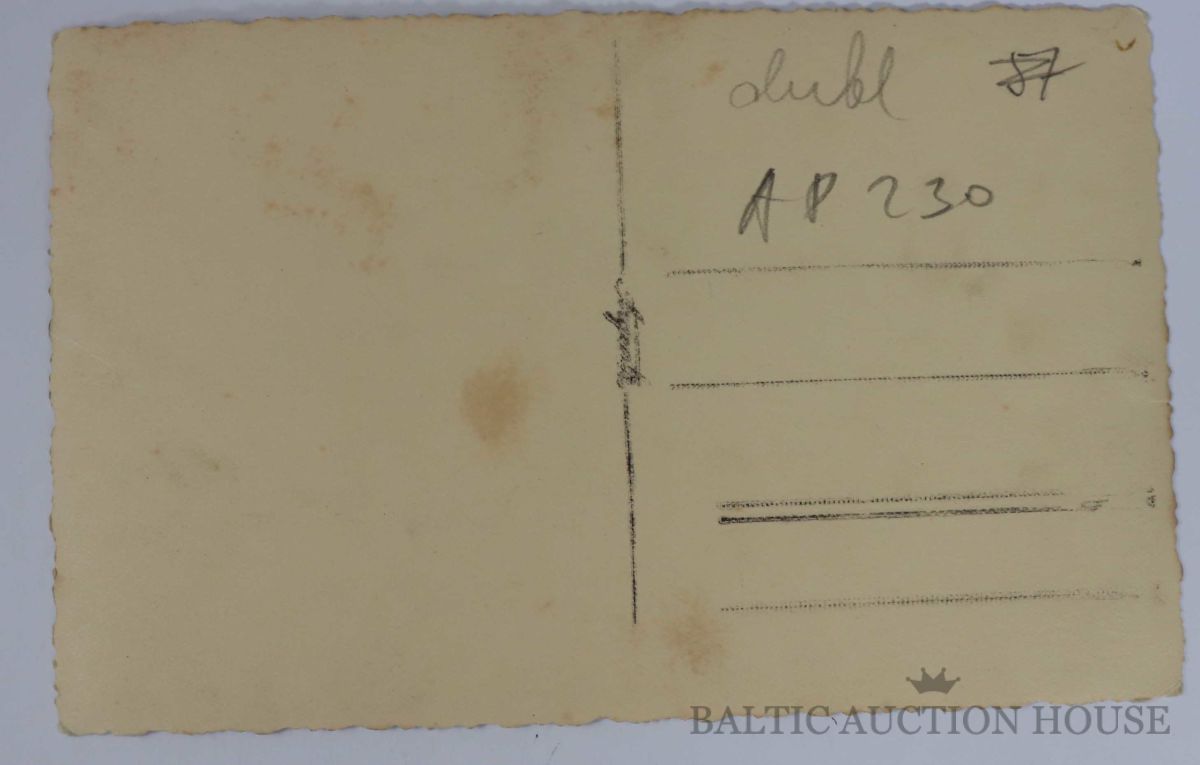 dubl 87
AP 230
BALTIC AUCTION HOUSE